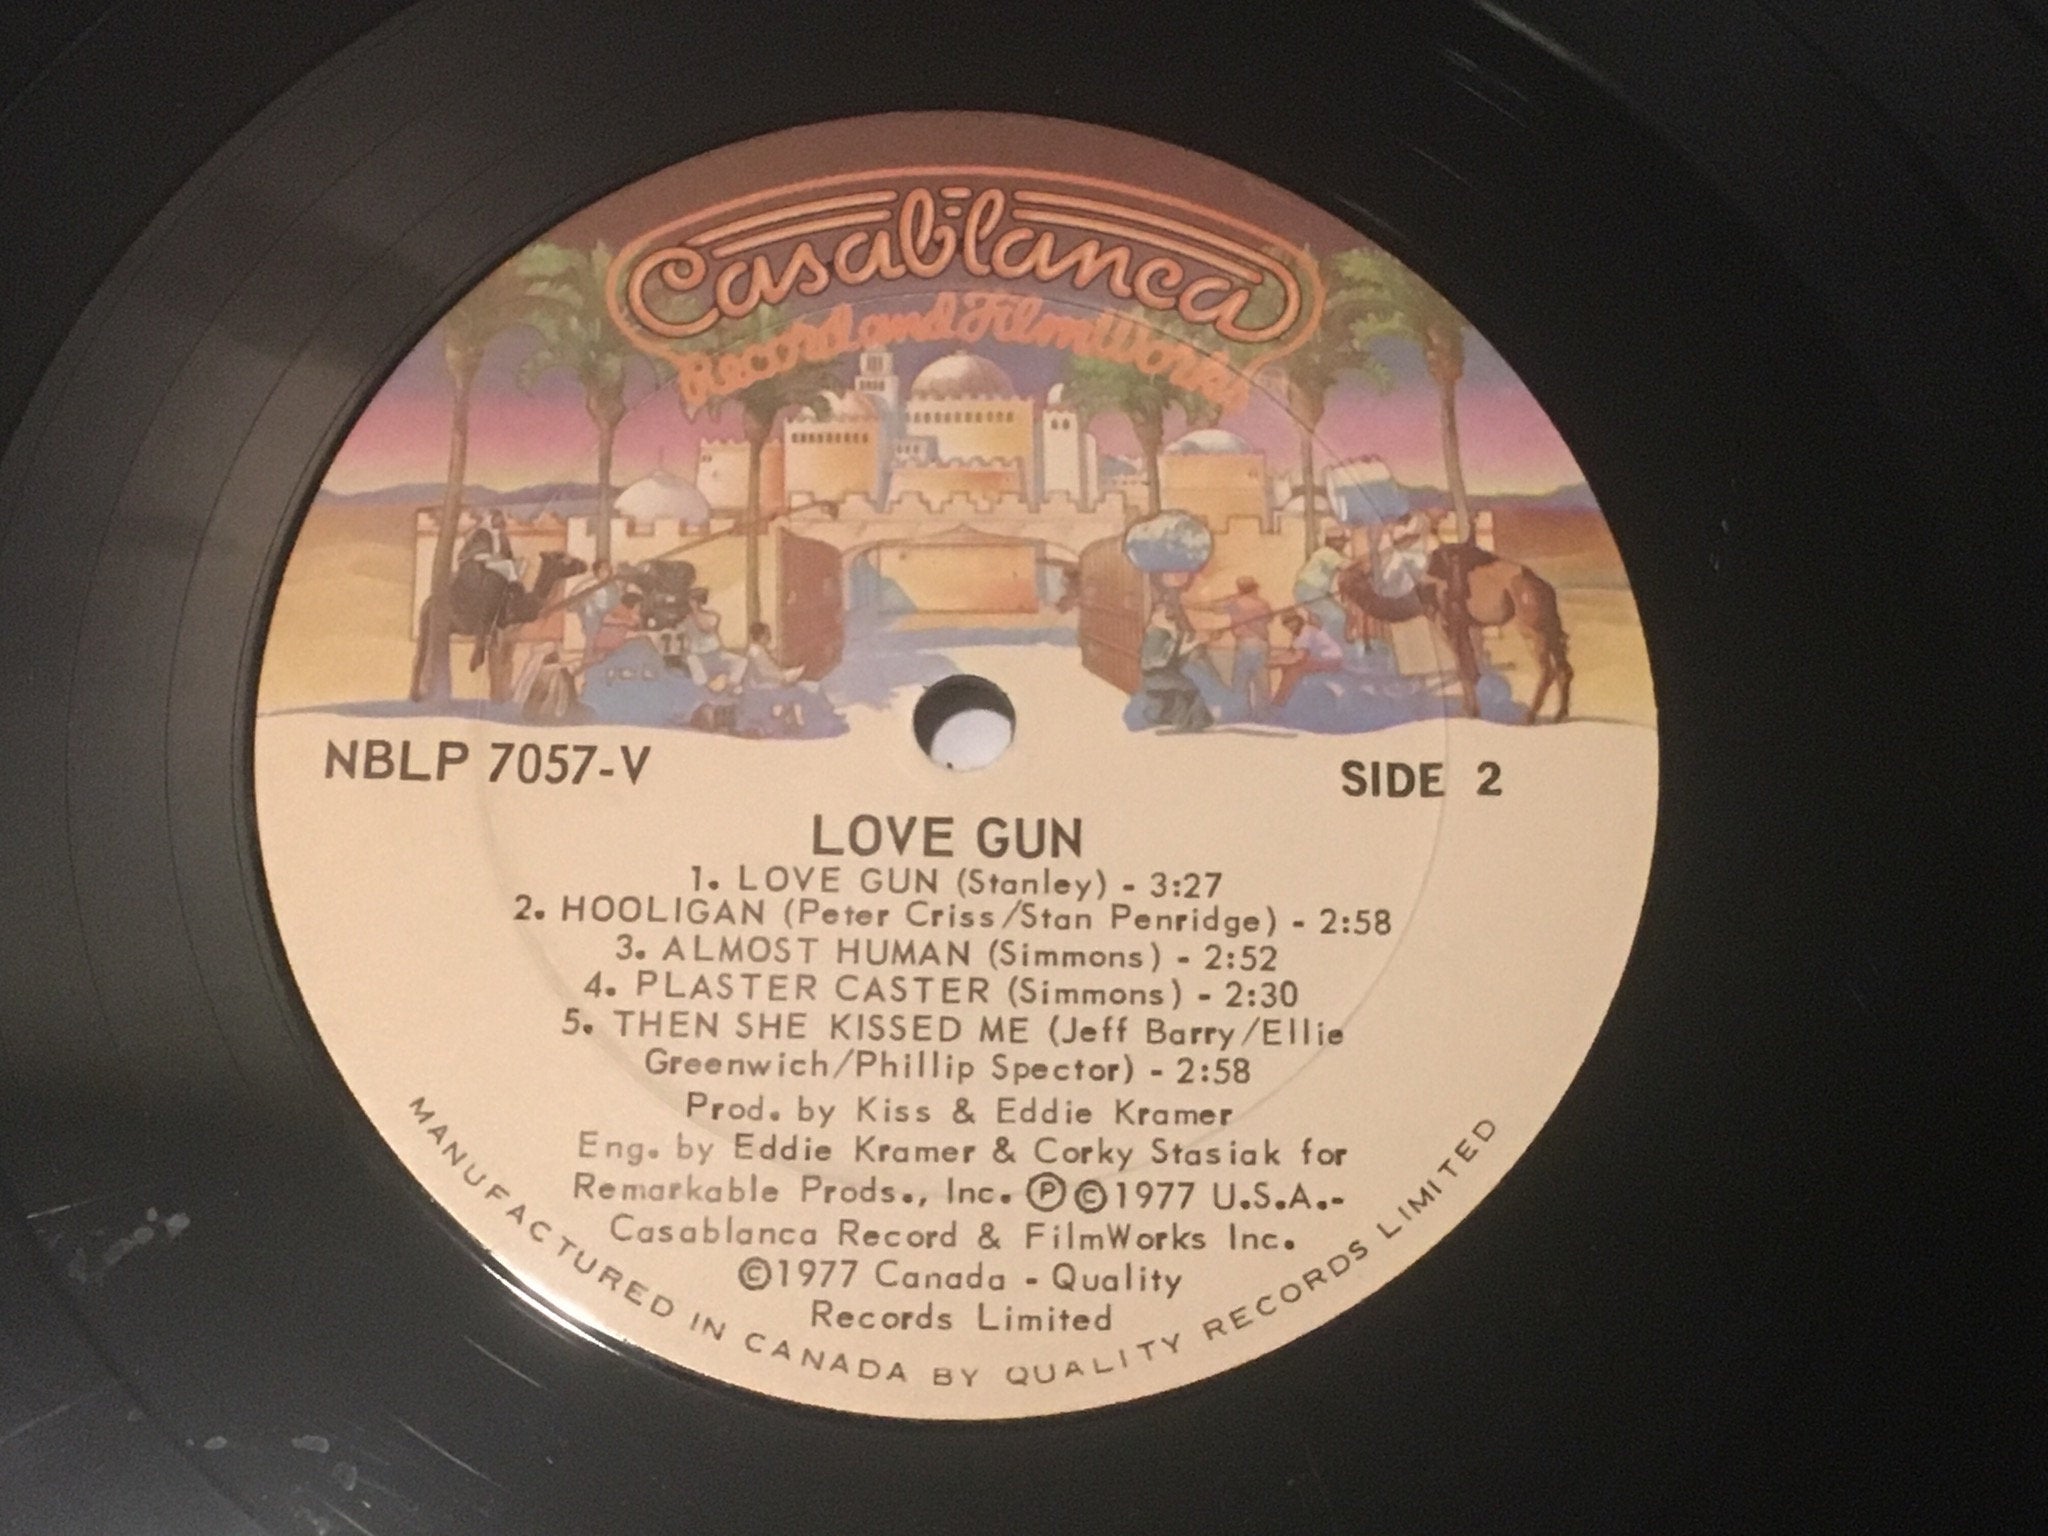 Casablanca
Record and FilmWorks
NBLP 7057-V
SIDE 2
LOVE GUN
1. LOVE GUN (Stanley) - 3:27
2. HOOLIGAN (Peter Criss/Stan Penridge) - 2:58
3. ALMOST HUMAN (Simmons) - 2:52
4. PLASTER CASTER (Simmons) - 2:30
5. THEN SHE KISSED ME (Jeff Barry/Ellie
Greenwich/Phillip Spector) - 2:58
Prod. by Kiss & Eddie Kramer
Eng. by Eddie Kramer & Corky Stasiak for
Remarkable Prods., Inc. ℗©1977 U.S.A.-
Casablanca Record & FilmWorks Inc.
©1977 Canada - Quality
Records Limited
MANUFACTURED IN CANADA BY QUALITY RECORDS LIMITED